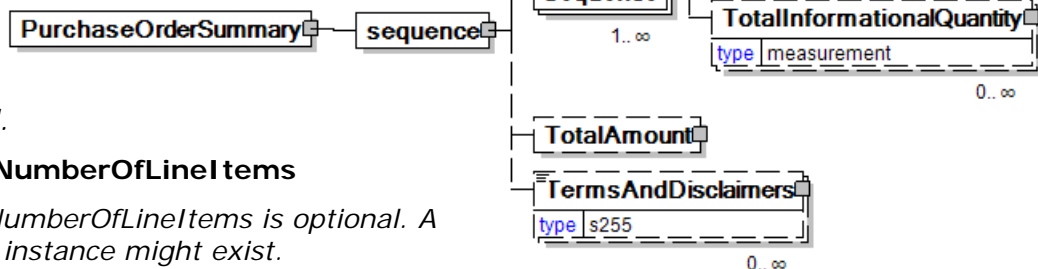 TotalInformationalQuantity
PurchaseOrderSummary
sequence
1.. ∞
type measurement
0.. ∞
TotalAmount
NumberOfLineItems
TermsAndDisclaimers
NumberOfLineItems is optional. A
type s255
instance might exist.
0.. ∞